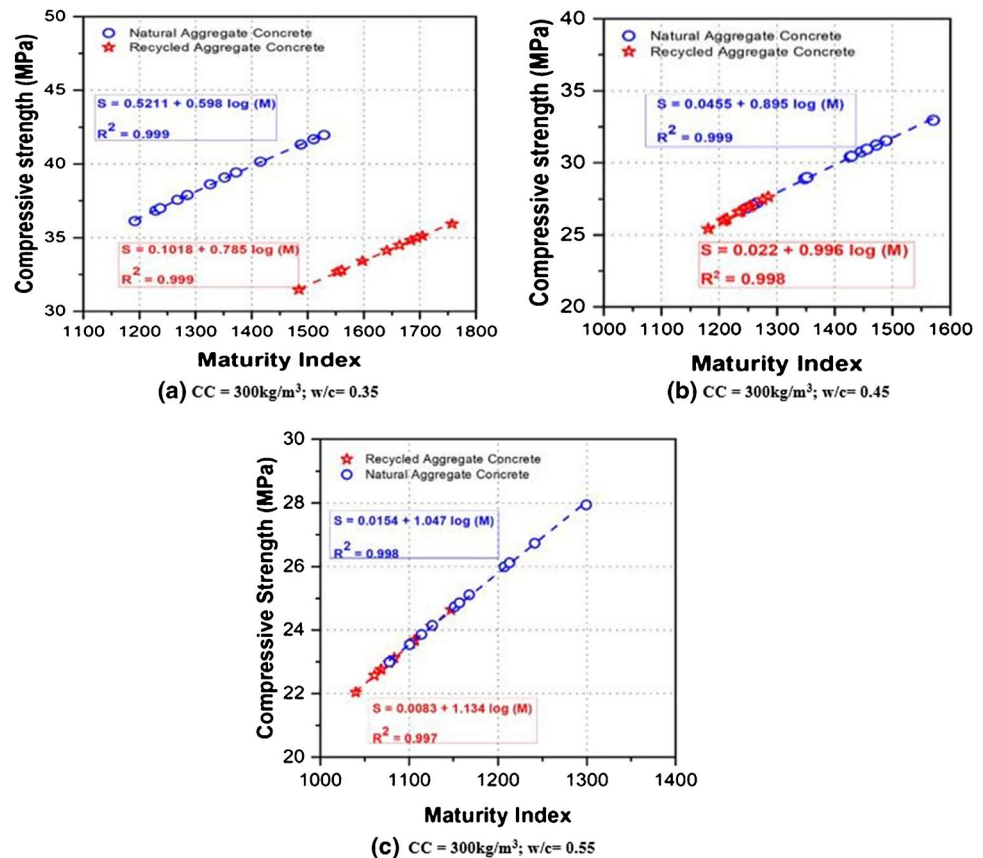 50
45
40
35
30
Compressive strength (MPa)
Natural Aggregate Concrete
Recycled Aggregate Concrete
S = 0.5211 + 0.598 log (M)
R² = 0.999
S = 0.1018 + 0.785 log (M)
R² = 0.999
1100 1200 1300 1400 1500 1600 1700 1800
Maturity Index
(a) CC = 300kg/m³; w/c= 0.35
40
35
30
25
20
Compressive strength (MPa)
Natural Aggregate Concrete
Recycled Aggregate Concrete
S = 0.0455 + 0.895 log (M)
R² = 0.999
S = 0.022 + 0.996 log (M)
R² = 0.998
1000 1100 1200 1300 1400 1500 1600
Maturity Index
(b) CC = 300kg/m³; w/c= 0.45
30
28
26
24
22
20
Compressive Strength (MPa)
Recycled Aggregate Concrete
Natural Aggregate Concrete
S = 0.0154 + 1.047 log (M)
R² = 0.998
S = 0.0083 + 1.134 log (M)
R² = 0.997
1000 1100 1200 1300 1400
Maturity Index
(c) CC = 300kg/m³; w/c= 0.55